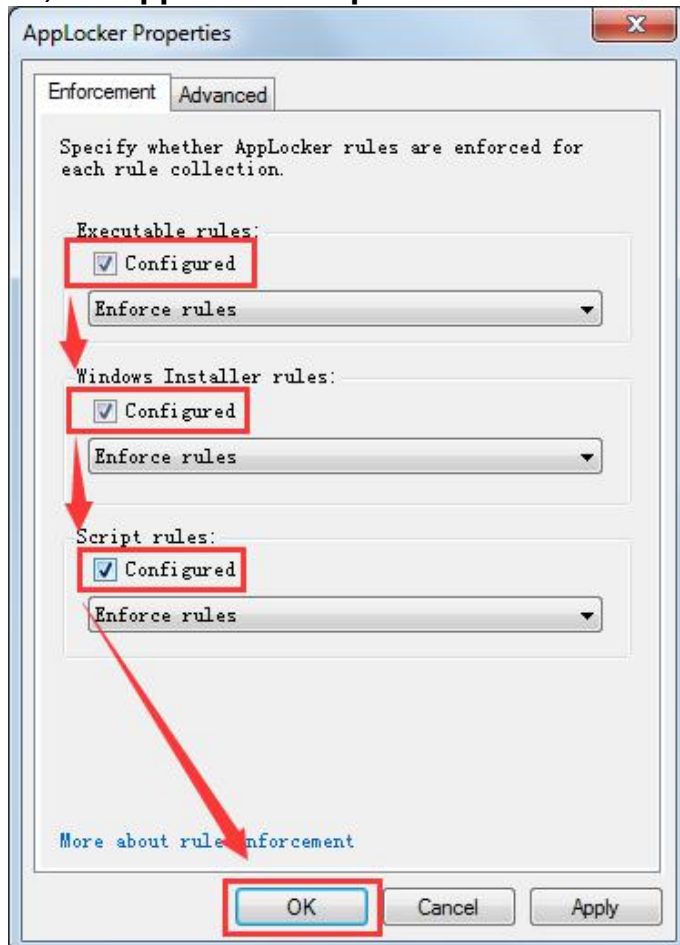 AppLocker Properties
Enforcement Advanced
Specify whether AppLocker rules are enforced for
each rule collection.
Executable rules:
Configured
Enforce rules
Windows Installer rules:
Configured
Enforce rules
Script rules:
Configured
Enforce rules
More about rule nforcement
OK Cancel Apply